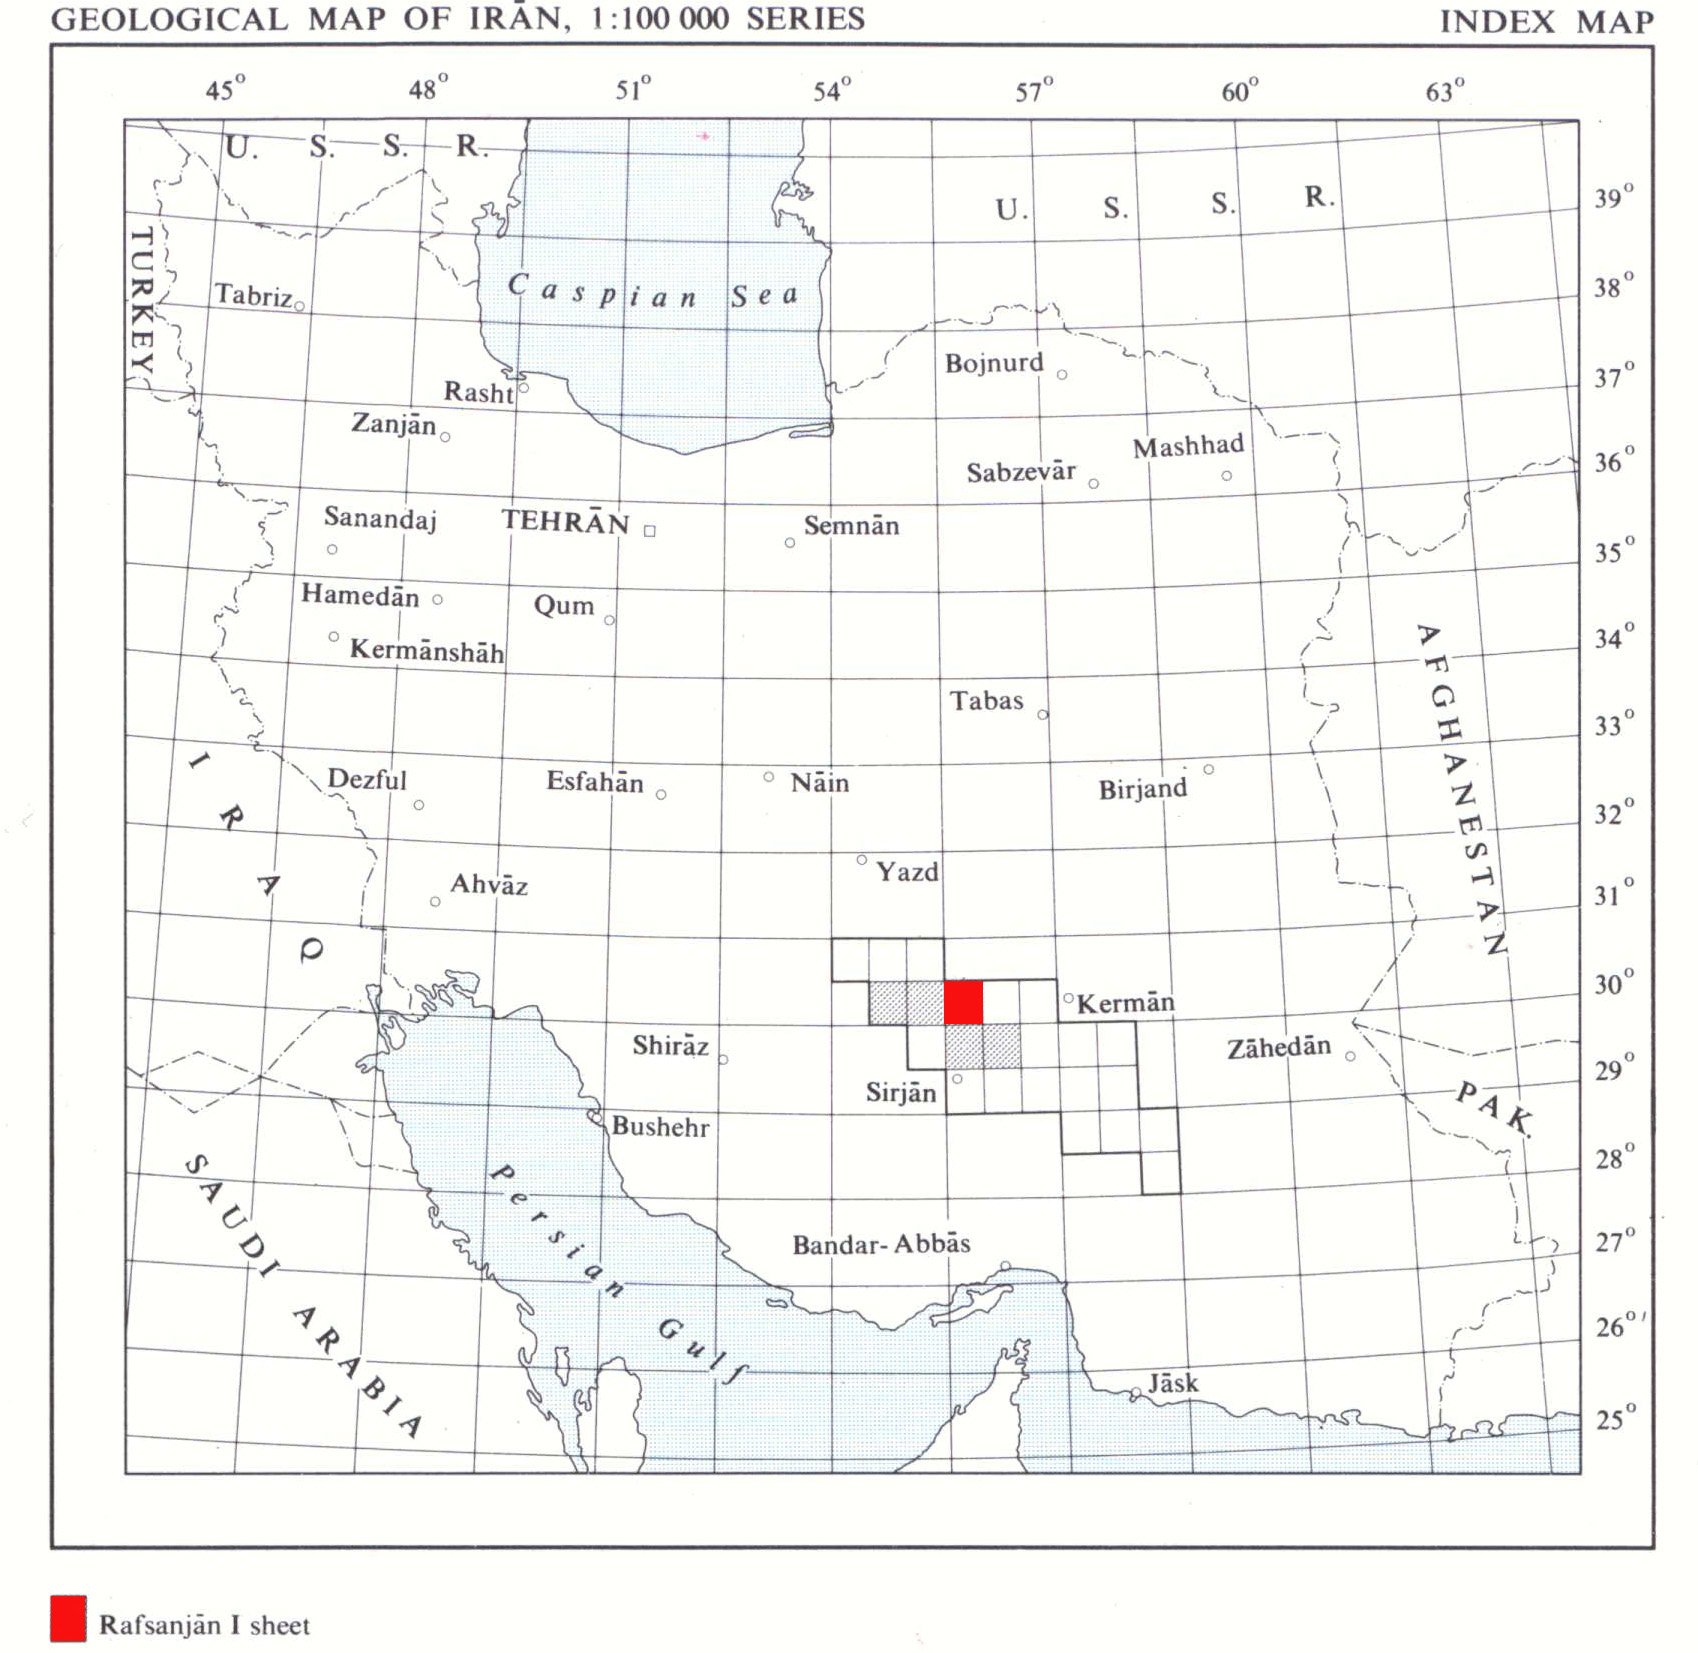 GEOLOGICAL MAP OF IRĀN, 1:100 000 SERIES
INDEX MAP
45° 48° 51° 54° 57° 60° 63°
U. S. S. R.
U. S. S. R.
39°
TURKEY
Caspian Sea
38°
Tabriz
Bojnurd
37°
Rasht
Zanjān
Mashhad
36°
Sabzevār
Sanandaj
TEHRĀN
Semnān
35°
Hamedān
Qum
34°
Kermānshāh
AFGHANESTAN
Tabas
33°
IRAQ
Dezful
Esfahān
Nāin
Birjand
32°
Yazd
Ahvāz
31°
30°
Kermān
Shirāz
Zāhedān
29°
Sirjān
PAK.
Bushehr
28°
SAUDI ARABIA
Persian Gulf
Bandar-Abbās
27°
26°
Jāsk
25°
Rafsanjān I sheet